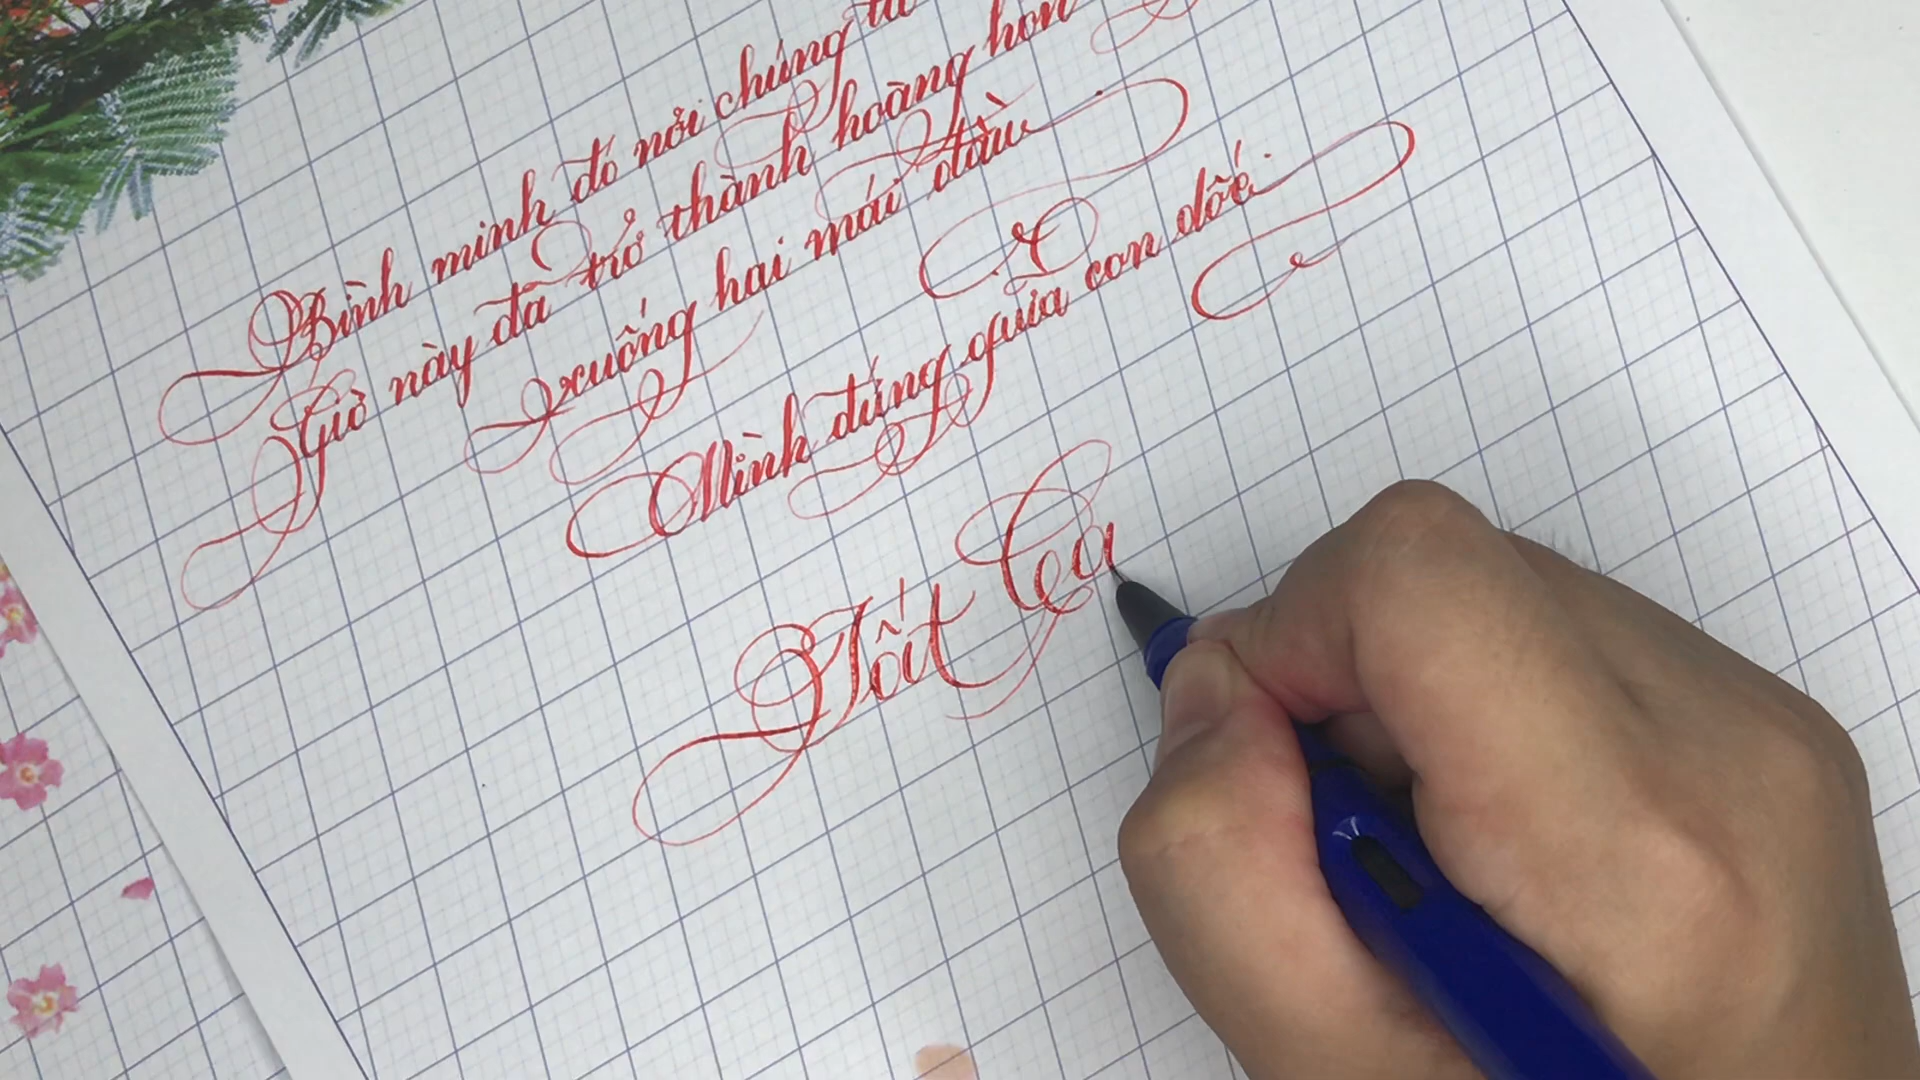 Bình minh đó nơi chúng ta
Giờ này đã trở thành hoàng hôn
xuống hai mái đầu
Mình đứng giữa con dốc
Tốt Ca